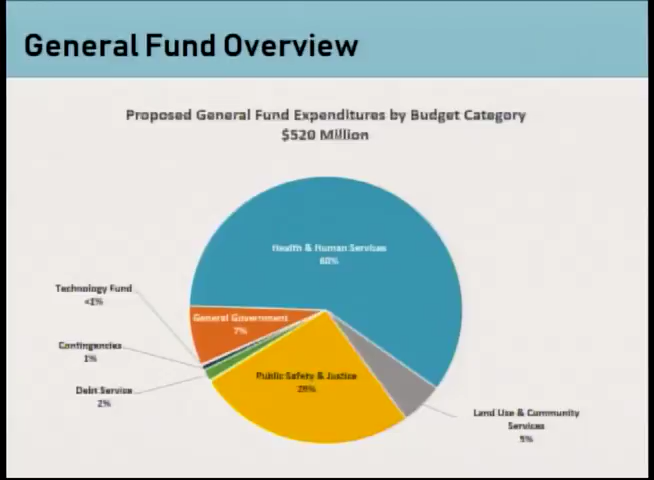 General Fund Overview
Proposed General Fund Expenditures by Budget Category
$520 Million
Health & Human Services
60%
Technology Fund
<1%
General Government
7%
Contingencies
1%
Public Safety & Justice
Debt Service
2%
Land Use & Community
Services
5%